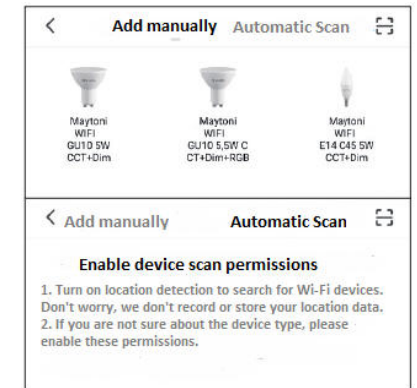 Add manually Automatic Scan
Maytoni
WIFI
GU10 5W
CCT+Dim
Maytoni
WIFI
GU10 5,5W C
CT+Dim+RGB
Maytoni
WIFI
E14 C45 5W
CCT+Dim
Add manually Automatic Scan
Enable device scan permissions
1. Turn on location detection to search for Wi-Fi devices.
Don't worry, we don't record or store your location data.
2. If you are not sure about the device type, please
enable these permissions.